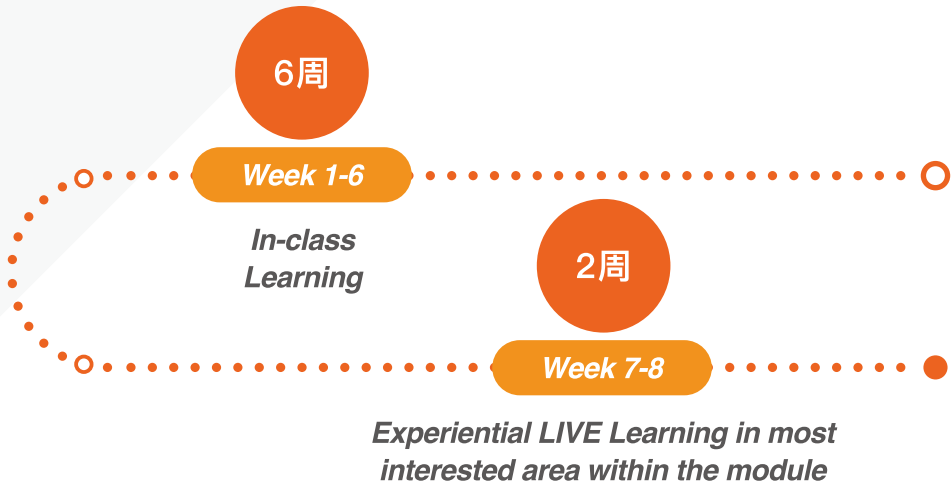 6周
Week 1-6
In-class
Learning
2周
Week 7-8
Experiential LIVE Learning in most
interested area within the module